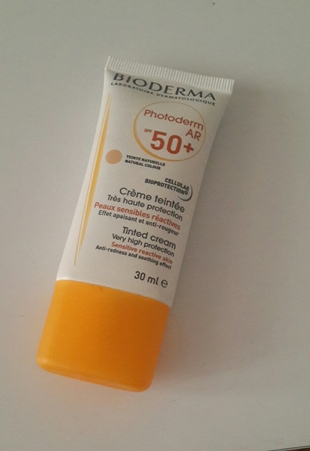 BIODERMA
LABORATOIRE DERMATOLOGIQUE
Photoderm
AR
SPF 50+
TEINTE NATURELLE
NATURAL COLOUR
CELLULAR
BIOPROTECTION®
Crème teintée
Très haute protection
Peaux sensibles réactives
Effet apaisant et anti-rougeur
Tinted cream
Very high protection
Sensitive reactive skin
Anti-redness and soothing effect
30 ml e